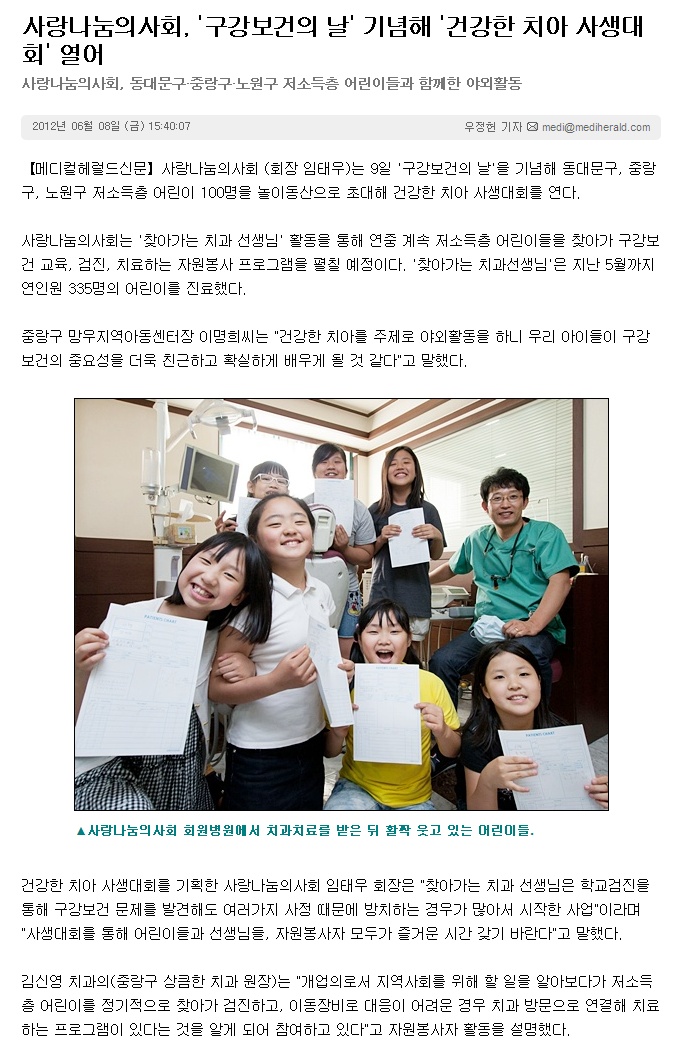 사랑나눔의사회, '구강보건의 날' 기념해 '건강한 치아 사생대
회' 열어
사랑나눔의사회, 동대문구·중랑구·노원구 저소득층 어린이들과 함께한 야외활동
2012년 06월 08일 (금) 15:40:07
우정헌 기자 medi@mediherald.com
【메디컬헤럴드신문】사랑나눔의사회 (회장 임태우)는 9일 '구강보건의 날'을 기념해 동대문구, 중랑
구, 노원구 저소득층 어린이 100명을 놀이동산으로 초대해 건강한 치아 사생대회를 연다.
사랑나눔의사회는 '찾아가는 치과 선생님' 활동을 통해 연중 계속 저소득층 어린이들을 찾아가 구강보
건 교육, 검진, 치료하는 자원봉사 프로그램을 펼칠 예정이다. '찾아가는 치과선생님'은 지난 5월까지
연인원 335명의 어린이를 진료했다.
중랑구 망우지역아동센터장 이명희씨는 "건강한 치아를 주제로 야외활동을 하니 우리 아이들이 구강
보건의 중요성을 더욱 친근하고 확실하게 배우게 될 것 같다"고 말했다.
PATIENT CHART
PATIENT CHART
▲사랑나눔의사회 회원병원에서 치과치료를 받은 뒤 활짝 웃고 있는 어린이들.
건강한 치아 사생대회를 기획한 사랑나눔의사회 임태우 회장은 "찾아가는 치과 선생님은 학교검진을
통해 구강보건 문제를 발견해도 여러가지 사정 때문에 방치하는 경우가 많아서 시작한 사업"이라며
"사생대회를 통해 어린이들과 선생님들, 자원봉사자 모두가 즐거운 시간 갖기 바란다"고 말했다.
김신영 치과의(중랑구 상큼한 치과 원장)는 "개업의로서 지역사회를 위해 할 일을 알아보다가 저소득
층 어린이를 정기적으로 찾아가 검진하고, 이동장비로 대응이 어려운 경우 치과 방문으로 연결해 치료
하는 프로그램이 있다는 것을 알게 되어 참여하고 있다"고 자원봉사자 활동을 설명했다.